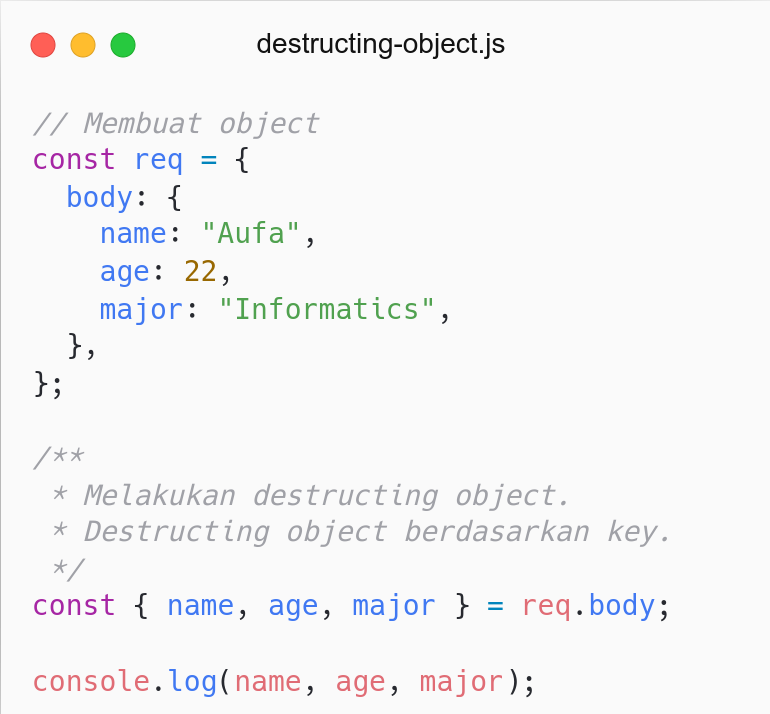 destructing-object.js
// Membuat object
const req = {
  body: {
    name: "Aufa",
    age: 22,
    major: "Informatics",
  },
};
/**
 * Melakukan destructing object.
 * Destructing object berdasarkan key.
 */
const { name, age, major } = req.body;
console.log(name, age, major);